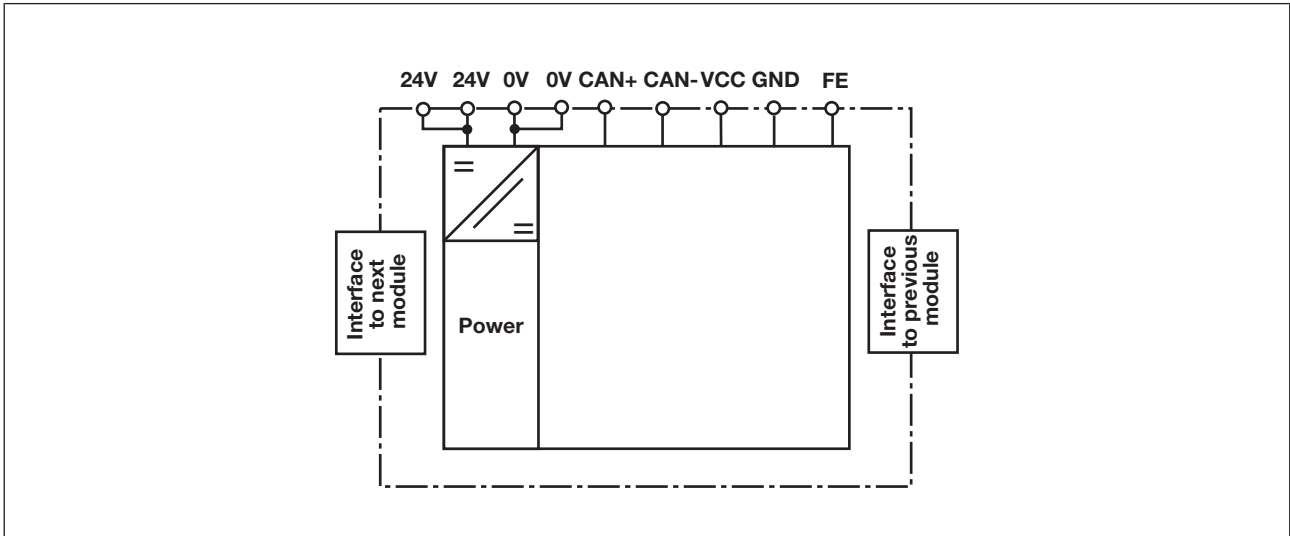 24V 24V 0V 0V CAN+ CAN- VCC GND FE
Interface
to next
module
Power
Interface
to previous
module